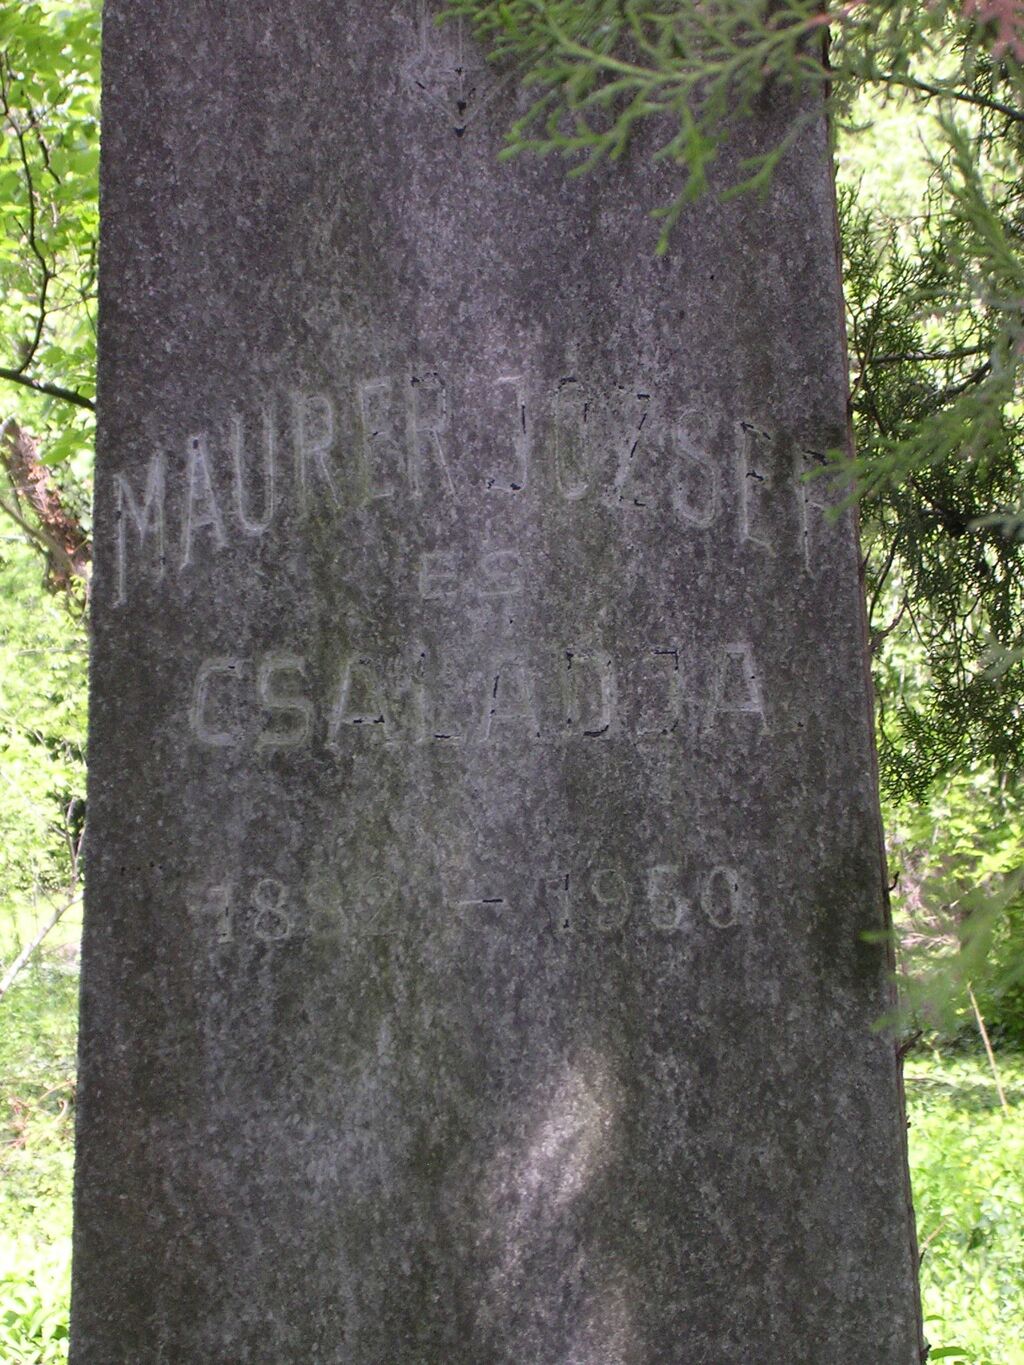 MAURER JÓZSEF
ÉS
CSALÁDJA
1882 – 1950